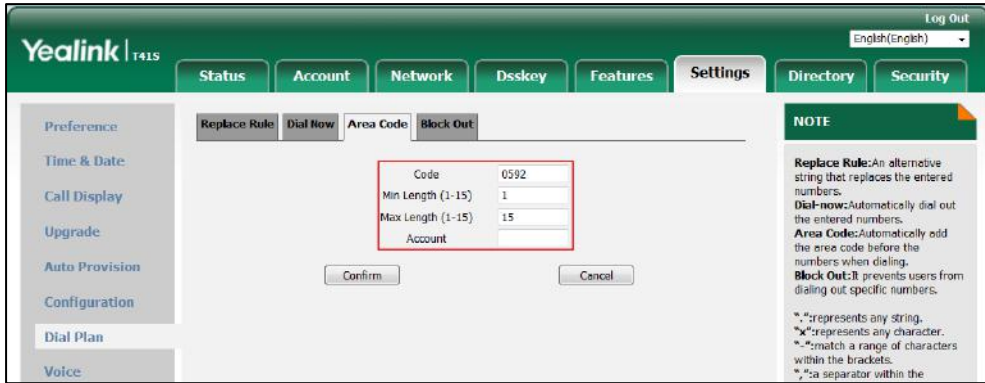 Log Out
Yealink | T41S
English(English)
Status Account Network Dsskey Features Settings Directory Security
Preference
Time & Date
Call Display
Upgrade
Auto Provision
Configuration
Dial Plan
Voice
Replace Rule Dial Now Area Code Block Out
Code 0592
Min Length (1-15) 1
Max Length (1-15) 15
Account
Confirm Cancel
NOTE
Replace Rule:An alternative
string that replaces the entered
numbers.
Dial-now:Automatically dial out
the entered numbers.
Area Code:Automatically add
the area code before the
numbers when dialing.
Block Out:It prevents users from
dialing out specific numbers.
".":represents any string.
"x":represents any character.
"-":match a range of characters
within the brackets.
",":a separator within the